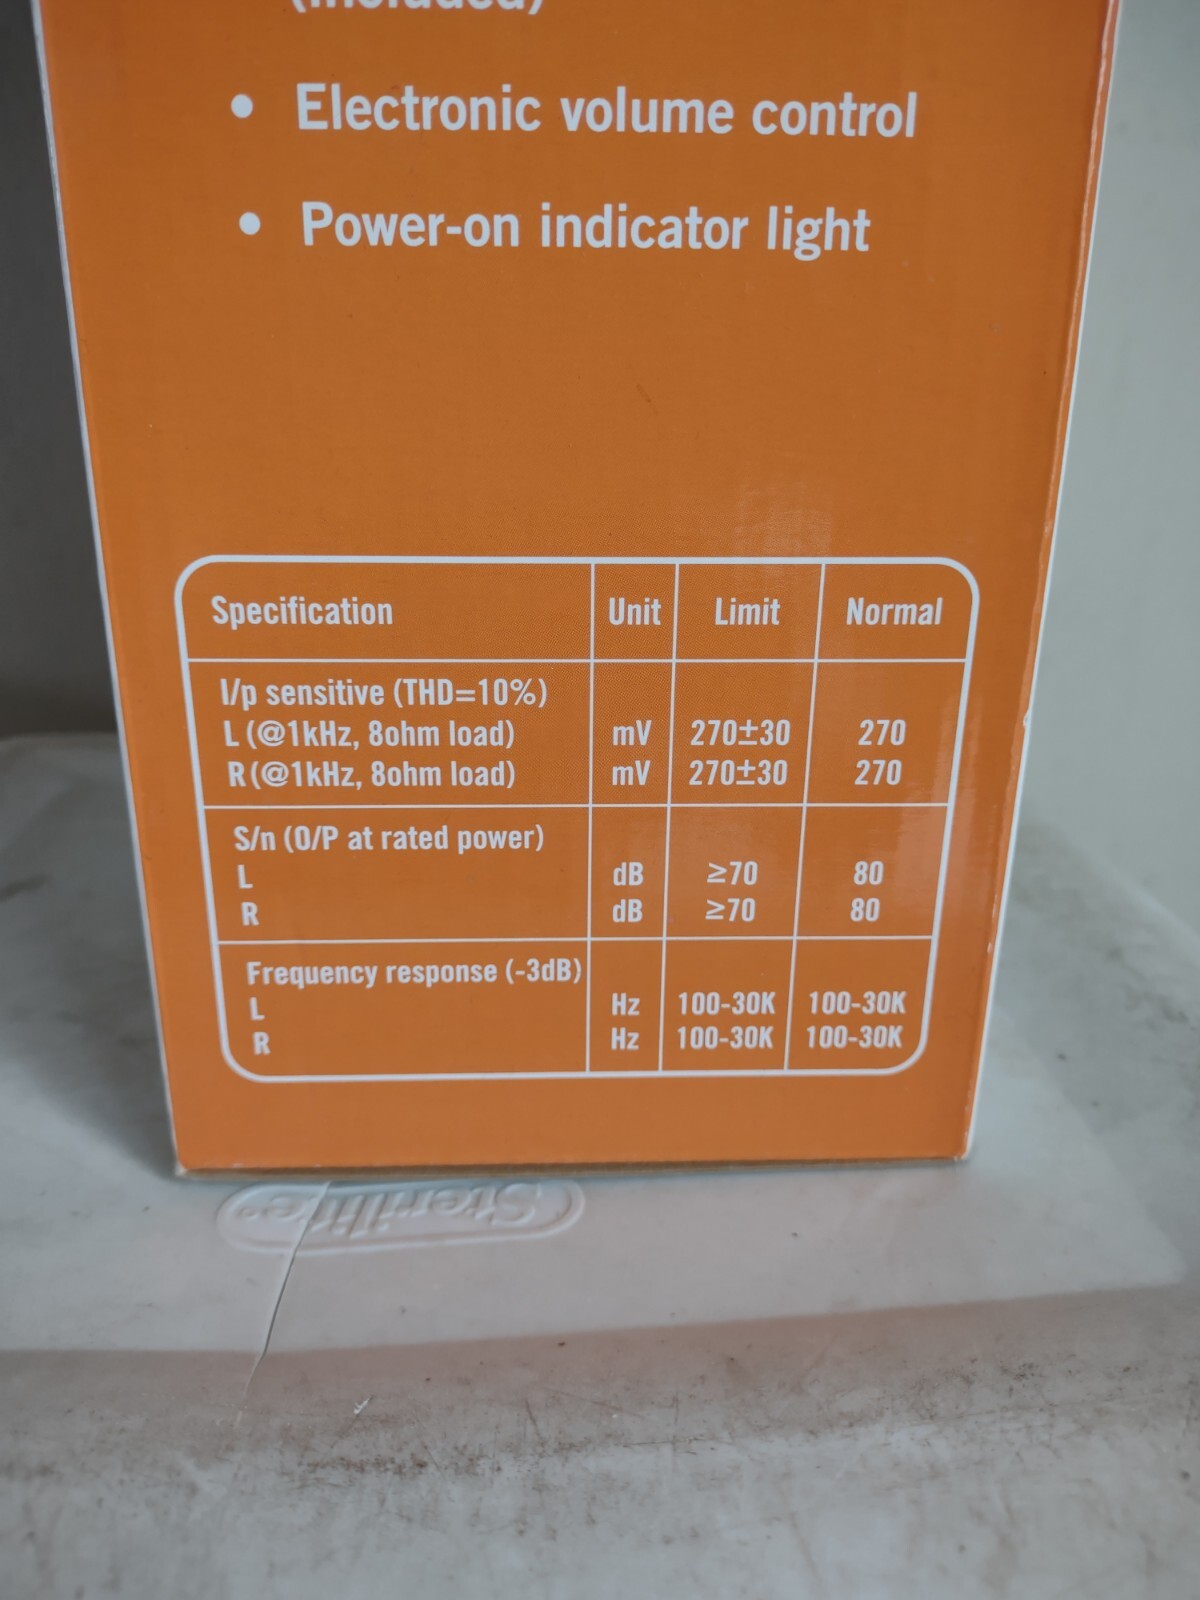 (included)
• Electronic volume control
• Power-on indicator light
Specification Unit Limit Normal
I/p sensitive (THD=10%)
L (@1kHz, 8ohm load) mV 270±30 270
R (@1kHz, 8ohm load) mV 270±30 270
S/n (O/P at rated power)
L dB ≥70 80
R dB ≥70 80
Frequency response (-3dB)
L Hz 100-30K 100-30K
R Hz 100-30K 100-30K
Sterilite®